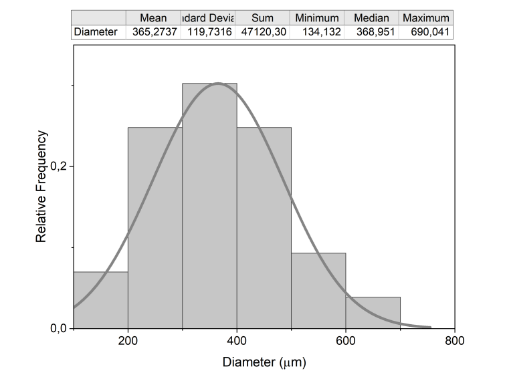 Mean dard Devia Sum Minimum Median Maximum
Diameter 365,2737 119,7316 47120,30 134,132 368,951 690,041
0,2
Relative Frequency
0,0
200 400 600 800
Diameter (μm)